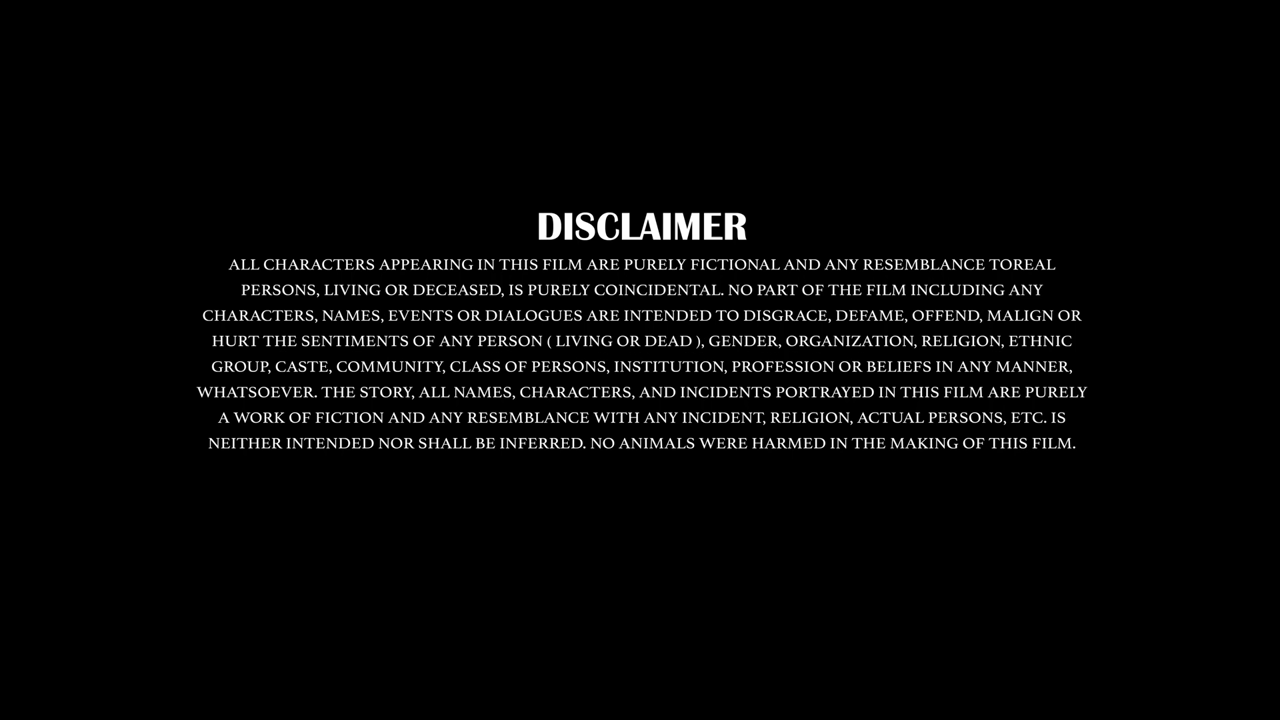 DISCLAIMER
ALL CHARACTERS APPEARING IN THIS FILM ARE PURELY FICTIONAL AND ANY RESEMBLANCE TOREAL
PERSONS, LIVING OR DECEASED, IS PURELY COINCIDENTAL. NO PART OF THE FILM INCLUDING ANY
CHARACTERS, NAMES, EVENTS OR DIALOGUES ARE INTENDED TO DISGRACE, DEFAME, OFFEND, MALIGN OR
HURT THE SENTIMENTS OF ANY PERSON ( LIVING OR DEAD ), GENDER, ORGANIZATION, RELIGION, ETHNIC
GROUP, CASTE, COMMUNITY, CLASS OF PERSONS, INSTITUTION, PROFESSION OR BELIEFS IN ANY MANNER,
WHATSOEVER. THE STORY, ALL NAMES, CHARACTERS, AND INCIDENTS PORTRAYED IN THIS FILM ARE PURELY
A WORK OF FICTION AND ANY RESEMBLANCE WITH ANY INCIDENT, RELIGION, ACTUAL PERSONS, ETC. IS
NEITHER INTENDED NOR SHALL BE INFERRED. NO ANIMALS WERE HARMED IN THE MAKING OF THIS FILM.